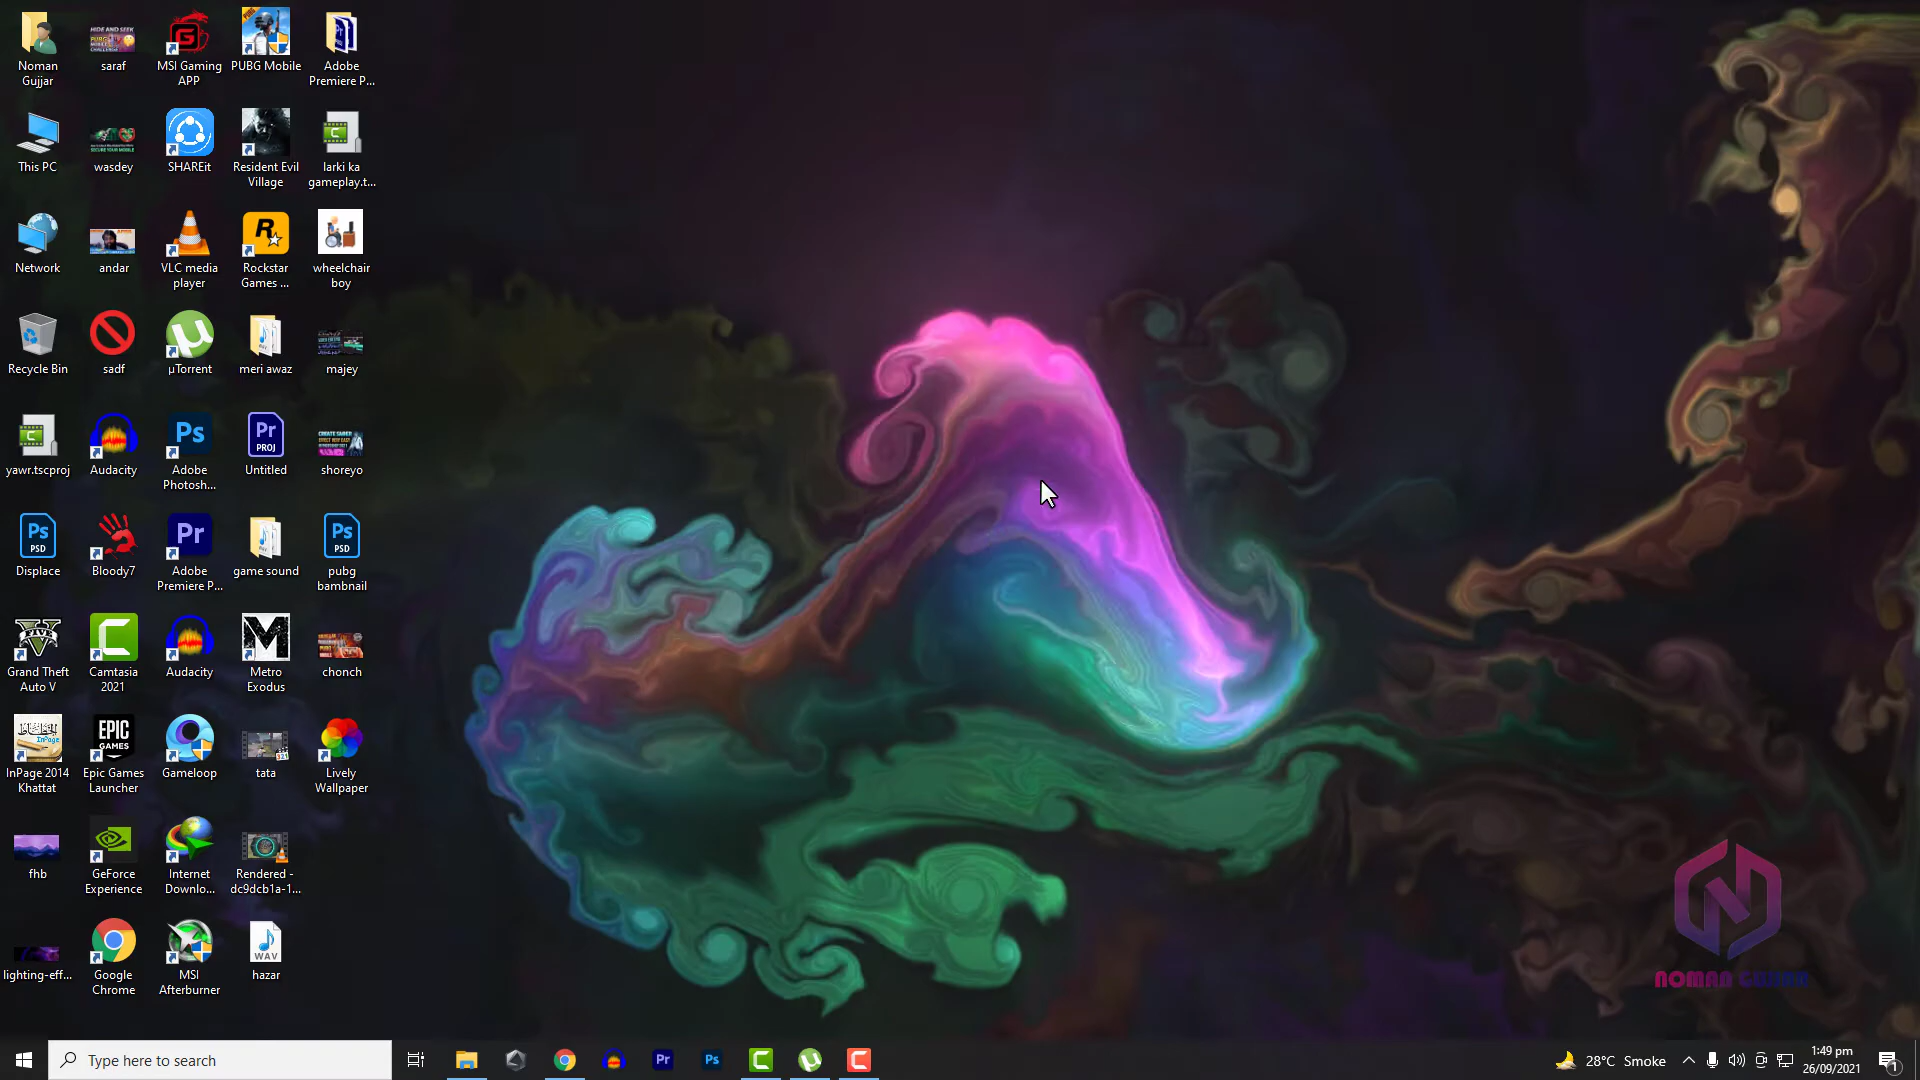 Noman
Gujjar
saraf
MSI Gaming
APP
PUBG Mobile
Adobe
Premiere P...
This PC
wasdey
SHAREit
Resident Evil
Village
larki ka
gameplay.t...
Network
andar
VLC media
player
Rockstar
Games ...
wheelchair
boy
Recycle Bin
sadf
µTorrent
meri awaz
majey
yawr.tscproj
Audacity
Adobe
Photosh...
Untitled
shoreyo
Displace
Bloody7
Adobe
Premiere P...
game sound
pubg
bambnail
Grand Theft
Auto V
Camtasia
2021
Audacity
Metro
Exodus
chonch
InPage 2014
Khattat
Epic Games
Launcher
Gameloop
tata
Lively
Wallpaper
fhb
GeForce
Experience
Internet
Downlo...
Rendered -
dc9dcb1a-1...
lighting-eff...
Google
Chrome
MSI
Afterburner
hazar
NOMAN GUJJAR
Type here to search
28°C Smoke
1:49 pm
26/09/2021
1